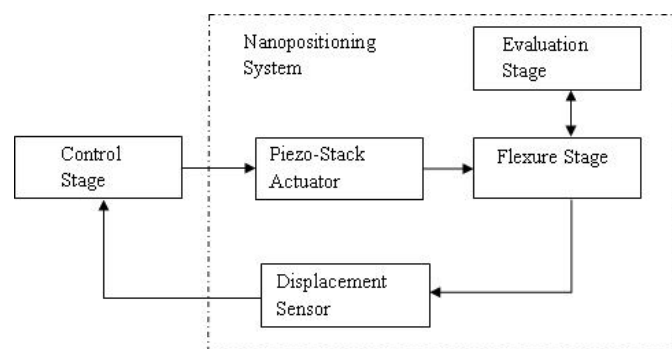 Nanopositioning
System
Evaluation
Stage
Control
Stage
Piezo-Stack
Actuator
Flexure Stage
Displacement
Sensor